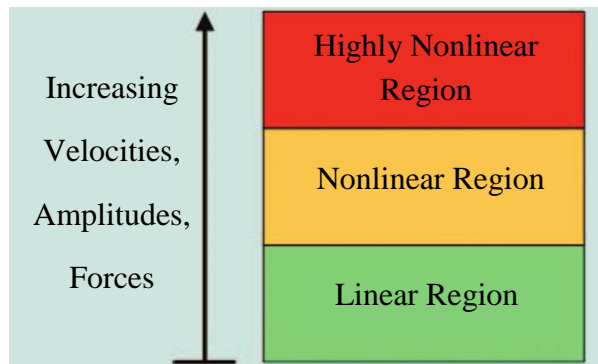 Increasing
Velocities,
Amplitudes,
Forces
Highly Nonlinear
Region
Nonlinear Region
Linear Region